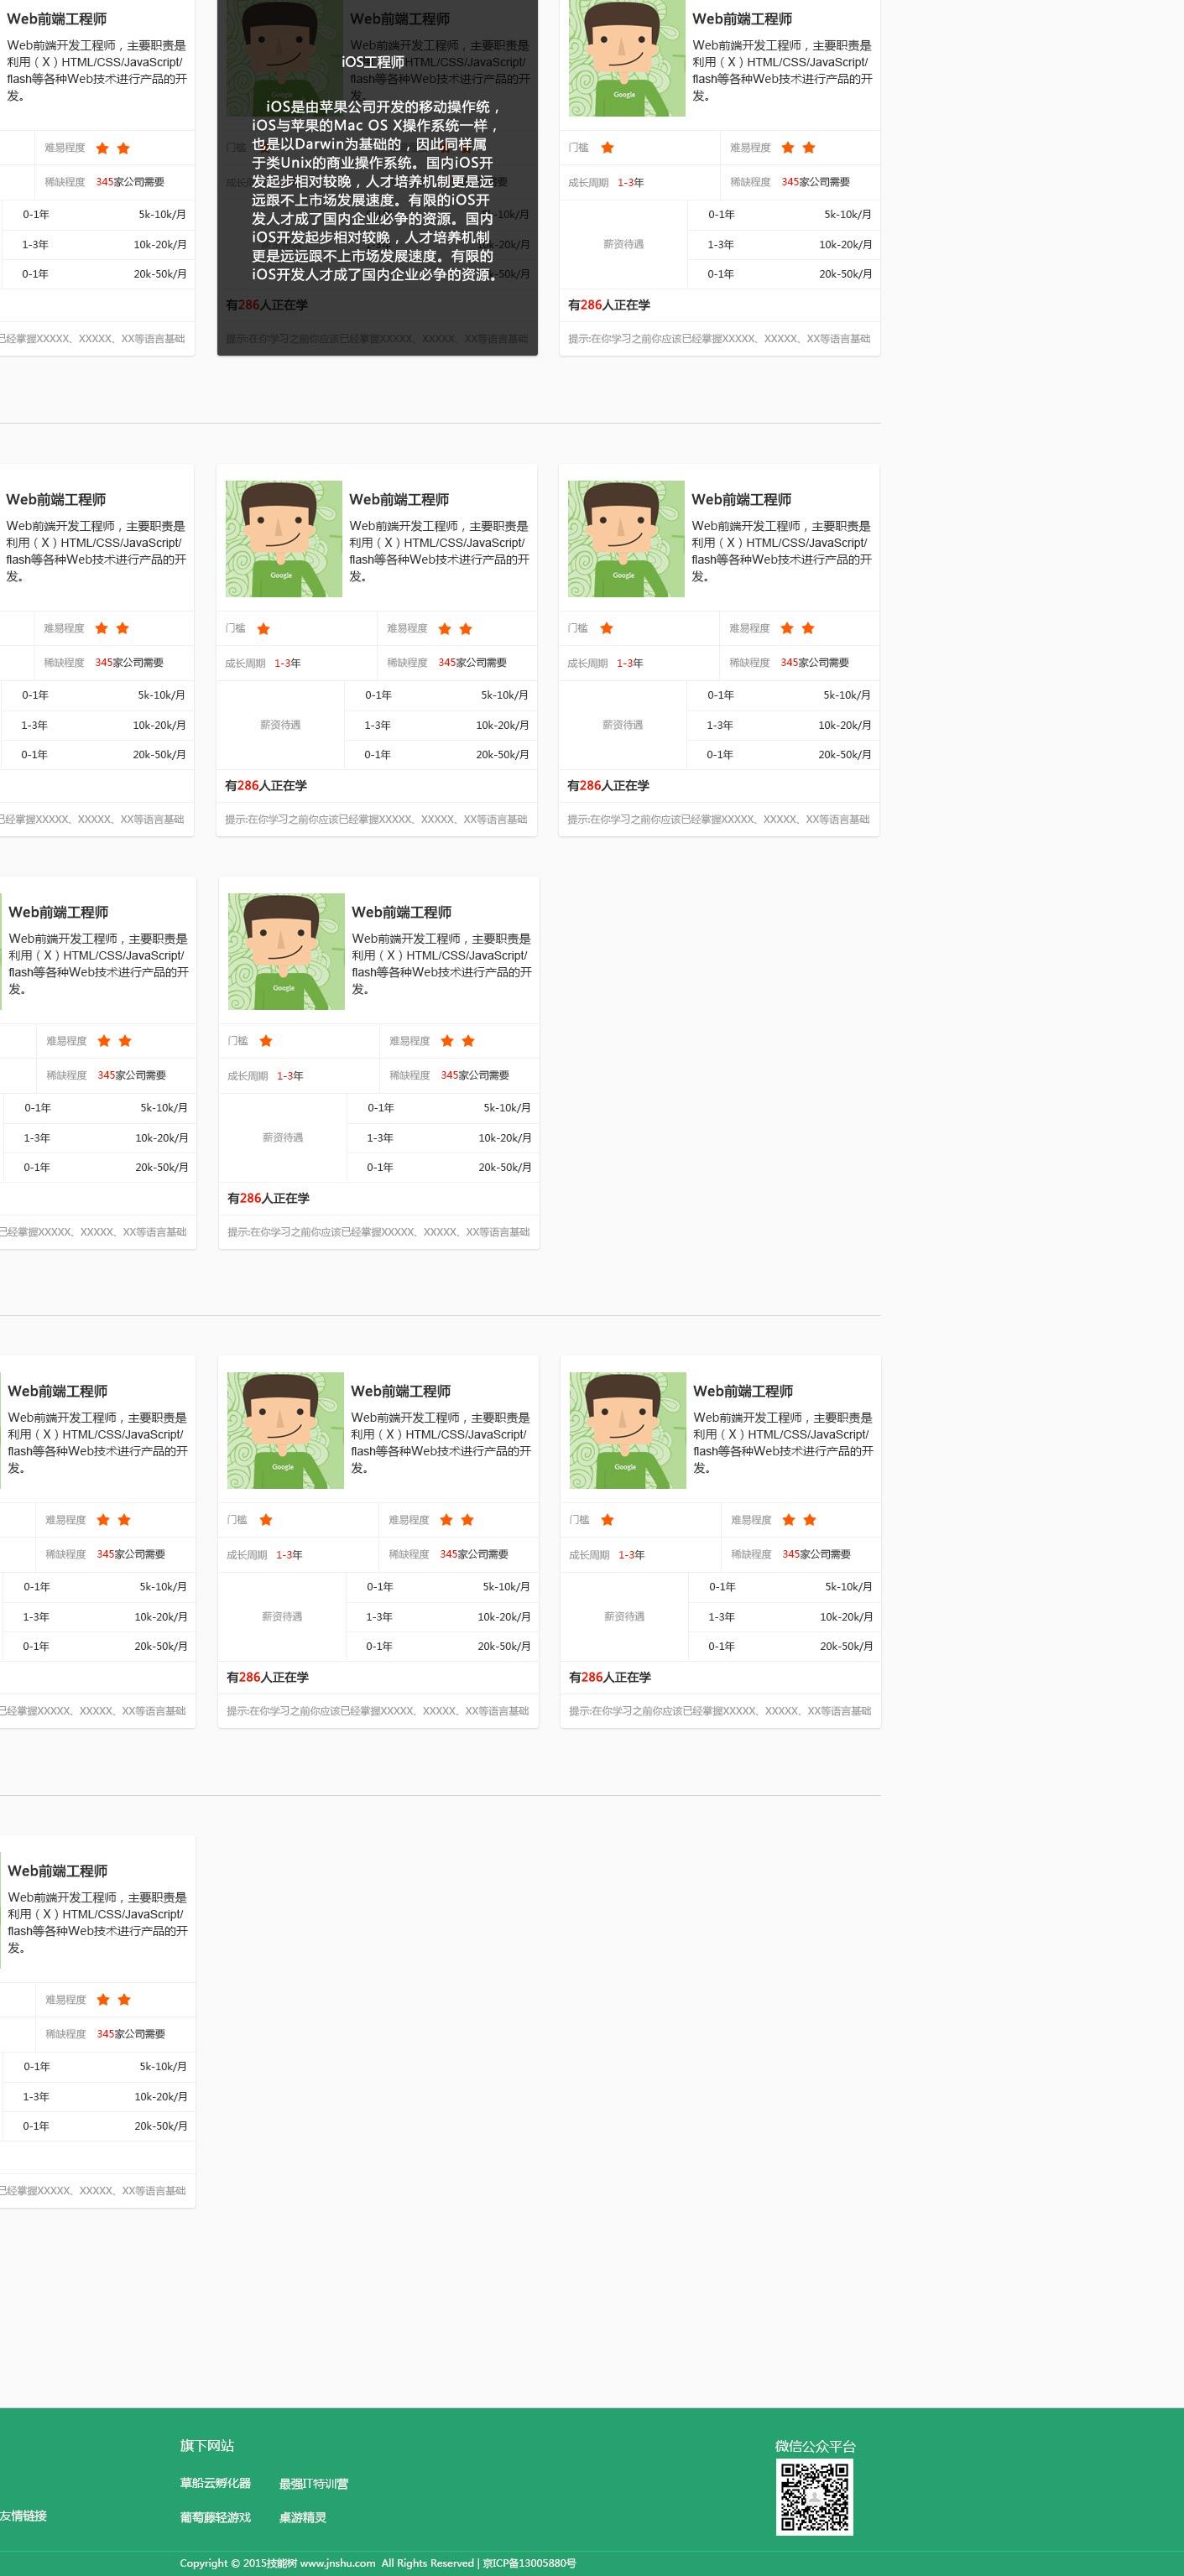 Web前端工程师
Web前端开发工程师，主要职责是
利用（X）HTML/CSS/JavaScript/
flash等各种Web技术进行产品的开
发。
难易程度
稀缺程度 345家公司需要
0-1年 5k-10k/月
1-3年 10k-20k/月
0-1年 20k-50k/月
已经掌握XXXXX、XXXXX、XX等语言基础
Web前端工程师
iOS工程师
iOS是由苹果公司开发的移动操作统，
iOS与苹果的Mac OS X操作系统一样，
也是以Darwin为基础的，因此同样属
于类Unix的商业操作系统。国内iOS开
发起步相对较晚，人才培养机制更是远
远跟不上市场发展速度。有限的iOS开
发人才成了国内企业必争的资源。国内
iOS开发起步相对较晚，人才培养机制
更是远远跟不上市场发展速度。有限的
iOS开发人才成了国内企业必争的资源。
有286人正在学
提示:在你学习之前你应该已经掌握XXXXX、XXXXX、XX等语言基础
Google
Web前端工程师
Web前端开发工程师，主要职责是
利用（X）HTML/CSS/JavaScript/
flash等各种Web技术进行产品的开
发。
门槛 难易程度
成长周期 1-3年 稀缺程度 345家公司需要
薪资待遇
0-1年 5k-10k/月
1-3年 10k-20k/月
0-1年 20k-50k/月
有286人正在学
提示:在你学习之前你应该已经掌握XXXXX、XXXXX、XX等语言基础
Web前端工程师
Web前端开发工程师，主要职责是
利用（X）HTML/CSS/JavaScript/
flash等各种Web技术进行产品的开
发。
难易程度
稀缺程度 345家公司需要
0-1年 5k-10k/月
1-3年 10k-20k/月
0-1年 20k-50k/月
已经掌握XXXXX、XXXXX、XX等语言基础
Google
Web前端工程师
Web前端开发工程师，主要职责是
利用（X）HTML/CSS/JavaScript/
flash等各种Web技术进行产品的开
发。
门槛 难易程度
成长周期 1-3年 稀缺程度 345家公司需要
薪资待遇
0-1年 5k-10k/月
1-3年 10k-20k/月
0-1年 20k-50k/月
有286人正在学
提示:在你学习之前你应该已经掌握XXXXX、XXXXX、XX等语言基础
Google
Web前端工程师
Web前端开发工程师，主要职责是
利用（X）HTML/CSS/JavaScript/
flash等各种Web技术进行产品的开
发。
门槛 难易程度
成长周期 1-3年 稀缺程度 345家公司需要
薪资待遇
0-1年 5k-10k/月
1-3年 10k-20k/月
0-1年 20k-50k/月
有286人正在学
提示:在你学习之前你应该已经掌握XXXXX、XXXXX、XX等语言基础
Web前端工程师
Web前端开发工程师，主要职责是
利用（X）HTML/CSS/JavaScript/
flash等各种Web技术进行产品的开
发。
难易程度
稀缺程度 345家公司需要
0-1年 5k-10k/月
1-3年 10k-20k/月
0-1年 20k-50k/月
已经掌握XXXXX、XXXXX、XX等语言基础
Google
Web前端工程师
Web前端开发工程师，主要职责是
利用（X）HTML/CSS/JavaScript/
flash等各种Web技术进行产品的开
发。
门槛 难易程度
成长周期 1-3年 稀缺程度 345家公司需要
薪资待遇
0-1年 5k-10k/月
1-3年 10k-20k/月
0-1年 20k-50k/月
有286人正在学
提示:在你学习之前你应该已经掌握XXXXX、XXXXX、XX等语言基础
Web前端工程师
Web前端开发工程师，主要职责是
利用（X）HTML/CSS/JavaScript/
flash等各种Web技术进行产品的开
发。
难易程度
稀缺程度 345家公司需要
0-1年 5k-10k/月
1-3年 10k-20k/月
0-1年 20k-50k/月
已经掌握XXXXX、XXXXX、XX等语言基础
Google
Web前端工程师
Web前端开发工程师，主要职责是
利用（X）HTML/CSS/JavaScript/
flash等各种Web技术进行产品的开
发。
门槛 难易程度
成长周期 1-3年 稀缺程度 345家公司需要
薪资待遇
0-1年 5k-10k/月
1-3年 10k-20k/月
0-1年 20k-50k/月
有286人正在学
提示:在你学习之前你应该已经掌握XXXXX、XXXXX、XX等语言基础
Google
Web前端工程师
Web前端开发工程师，主要职责是
利用（X）HTML/CSS/JavaScript/
flash等各种Web技术进行产品的开
发。
门槛 难易程度
成长周期 1-3年 稀缺程度 345家公司需要
薪资待遇
0-1年 5k-10k/月
1-3年 10k-20k/月
0-1年 20k-50k/月
有286人正在学
提示:在你学习之前你应该已经掌握XXXXX、XXXXX、XX等语言基础
Web前端工程师
Web前端开发工程师，主要职责是
利用（X）HTML/CSS/JavaScript/
flash等各种Web技术进行产品的开
发。
难易程度
稀缺程度 345家公司需要
0-1年 5k-10k/月
1-3年 10k-20k/月
0-1年 20k-50k/月
已经掌握XXXXX、XXXXX、XX等语言基础
友情链接
旗下网站
草船云孵化器 最强IT特训营
葡萄藤轻游戏 桌游精灵
微信公众平台
Copyright © 2015技能树 www.jnshu.com All Rights Reserved | 京ICP备13005880号